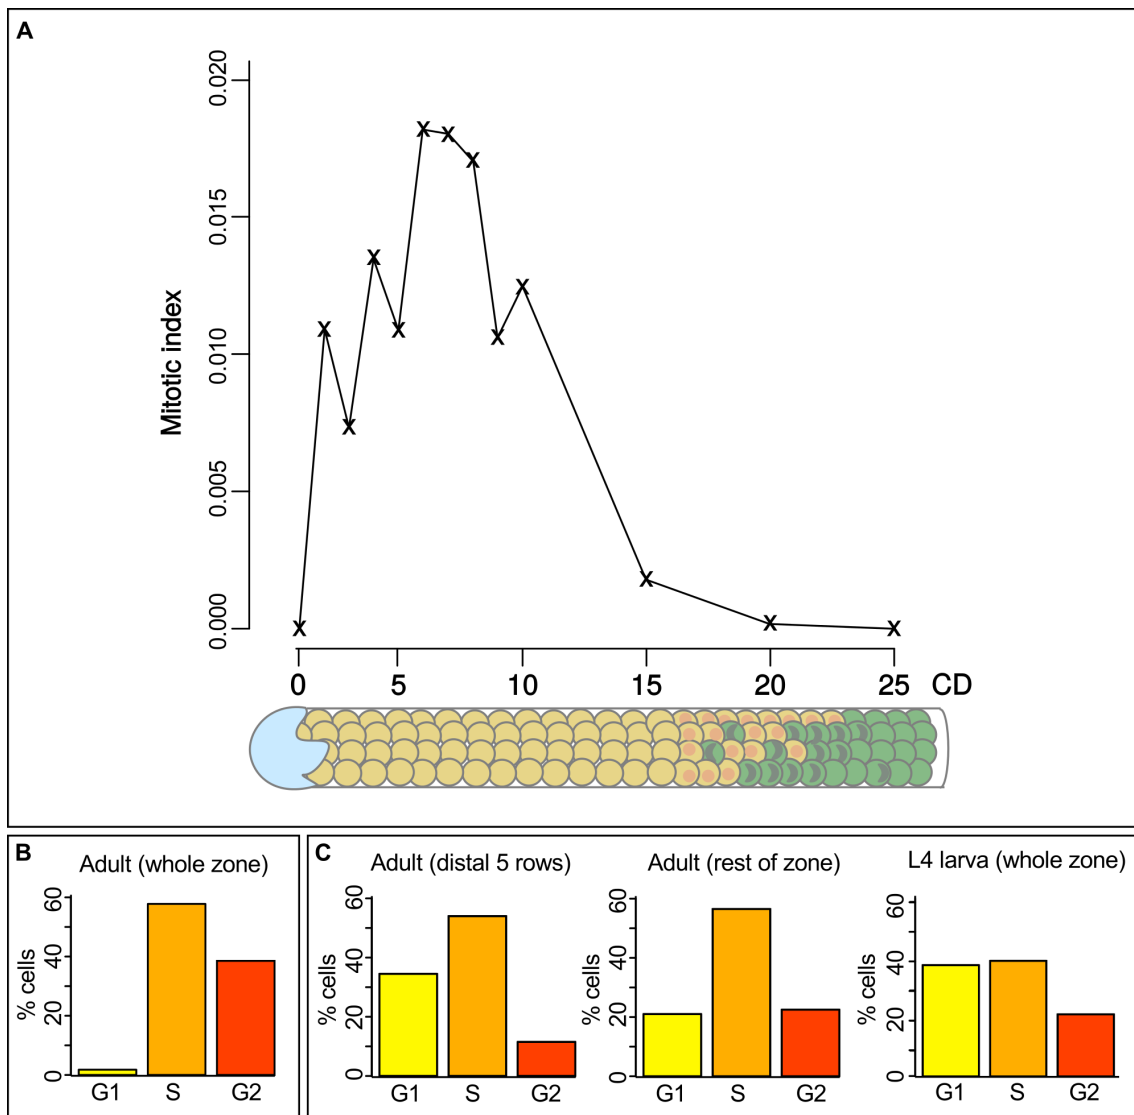 A
0.020
0.015
0.010
0.005
0.000
Mitotic index
0 5 10 15 20 25 CD
B
Adult (whole zone)
60
40
20
0
% cells
G1 S G2
C
Adult (distal 5 rows)
60
40
20
0
% cells
G1 S G2
Adult (rest of zone)
60
40
20
0
% cells
G1 S G2
L4 larva (whole zone)
60
40
20
0
% cells
G1 S G2